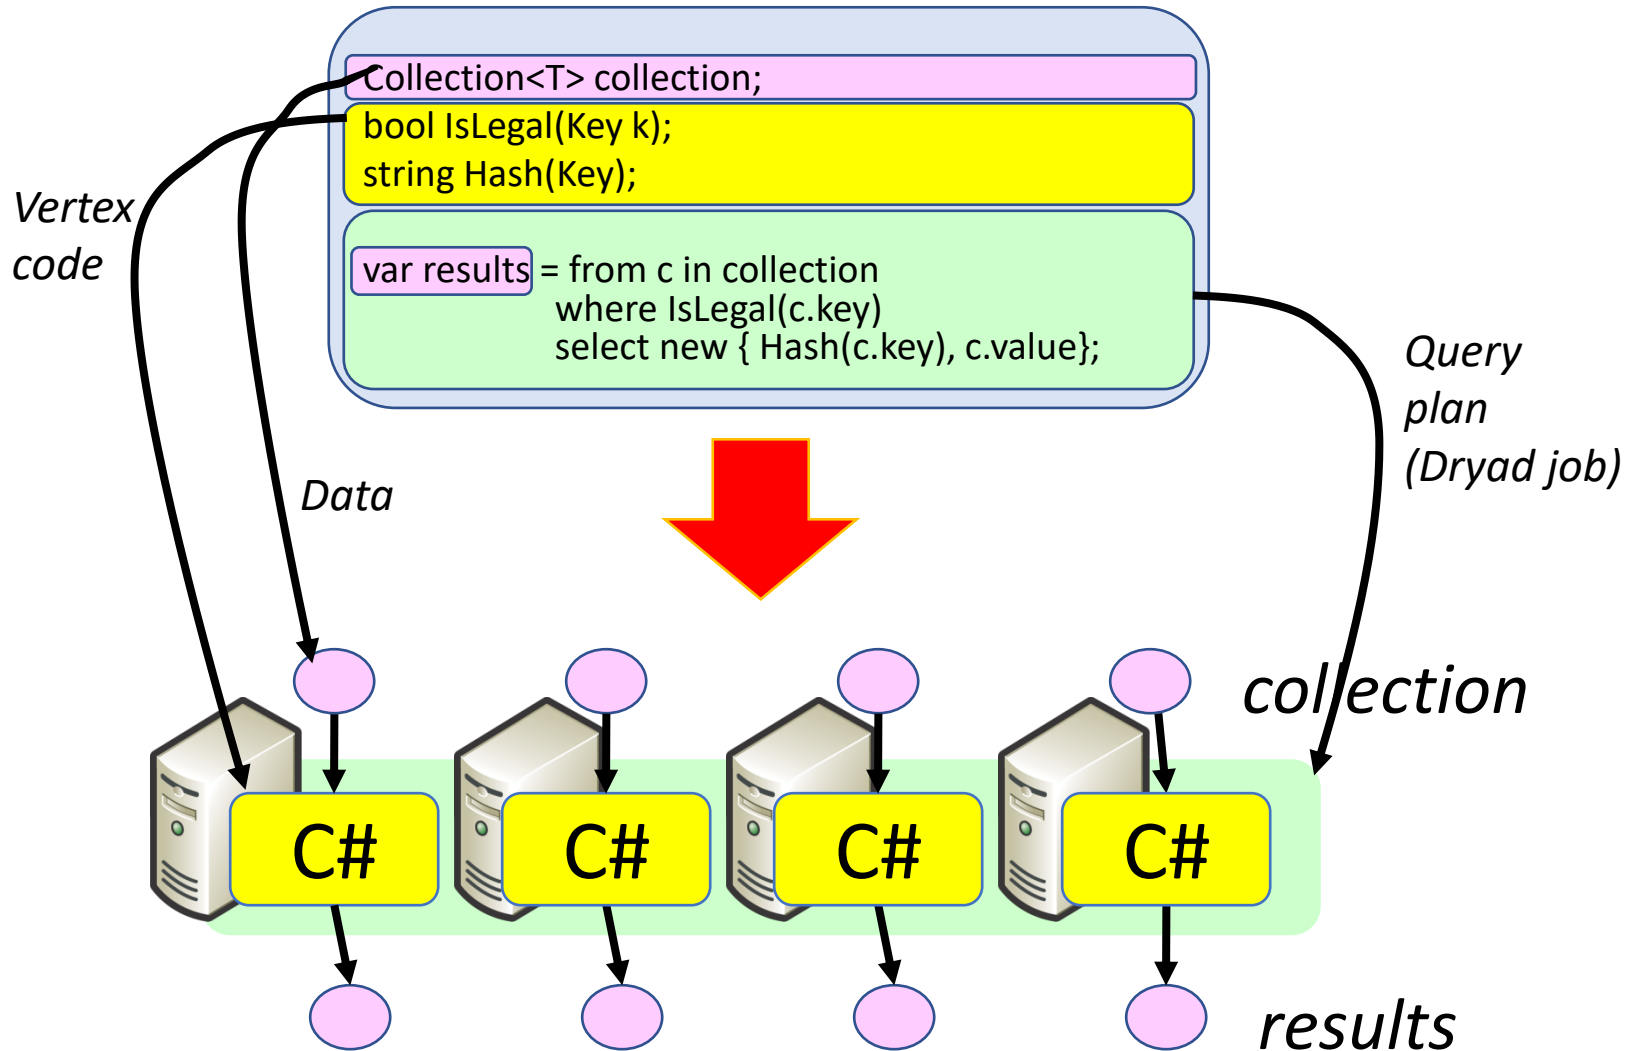 Collection<T> collection;
bool IsLegal(Key k);
string Hash(Key);
var results = from c in collection
where IsLegal(c.key)
select new { Hash(c.key), c.value};
Vertex
code
Data
Query
plan
(Dryad job)
collection
C# C# C# C#
results